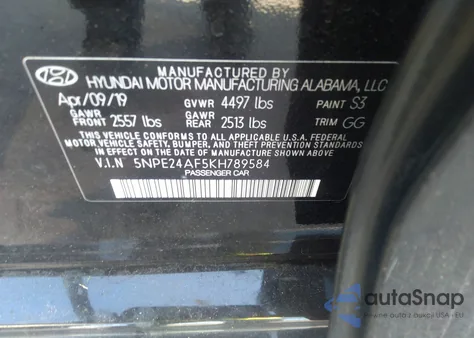 MANUFACTURED BY
HYUNDAI MOTOR MANUFACTURING ALABAMA, LLC
Apr/09/19 GVWR 4497 lbs PAINT S3
GAWR FRONT 2557 lbs GAWR REAR 2513 lbs TRIM GG
THIS VEHICLE CONFORMS TO ALL APPLICABLE U.S.A. FEDERAL
MOTOR VEHICLE SAFETY, BUMPER, AND THEFT PREVENTION
STANDARDS IN EFFECT ON THE DATE OF MANUFACTURE SHOWN ABOVE.
V.I.N 5NPE24AF5KH789584
PASSENGER CAR
autoSnap